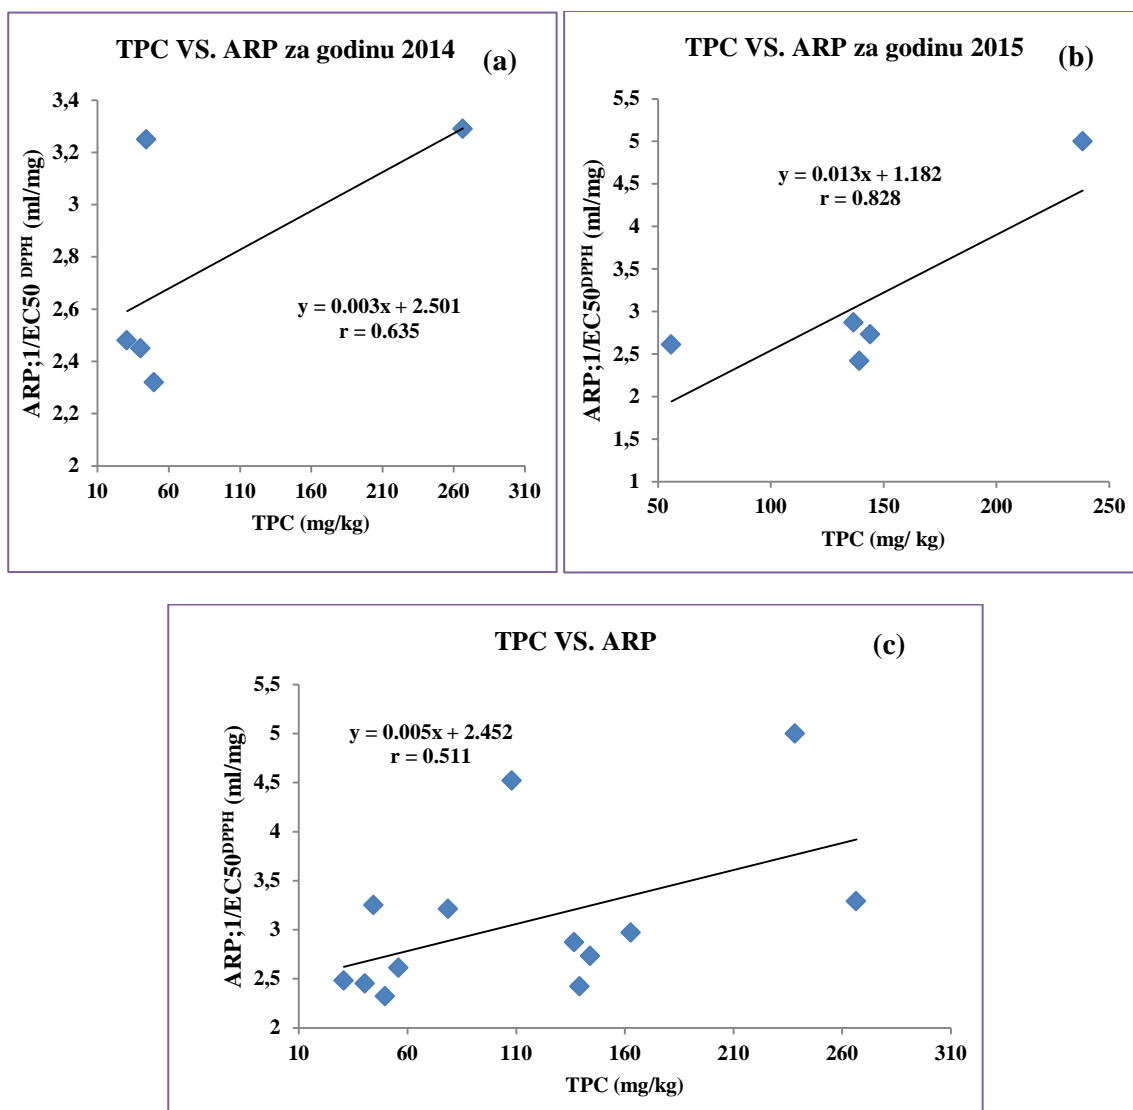 TPC VS. ARP za godinu 2014
(a)
3,4
3,2
3
2,8
2,6
2,4
2,2
2
ARP;1/EC50 DPPH (ml/mg)
y = 0.003x + 2.501
r = 0.635
10 60 110 160 210 260 310
TPC (mg/kg)
TPC VS. ARP za godinu 2015
(b)
5,5
5
4,5
4
3,5
3
2,5
2
1,5
1
ARP;1/EC50DPPH (ml/mg)
y = 0.013x + 1.182
r = 0.828
50 100 150 200 250
TPC (mg/ kg)
TPC VS. ARP
(c)
5,5
5
4,5
4
3,5
3
2,5
2
ARP;1/EC50DPPH (ml/mg)
y = 0.005x + 2.452
r = 0.511
10 60 110 160 210 260 310
TPC (mg/kg)